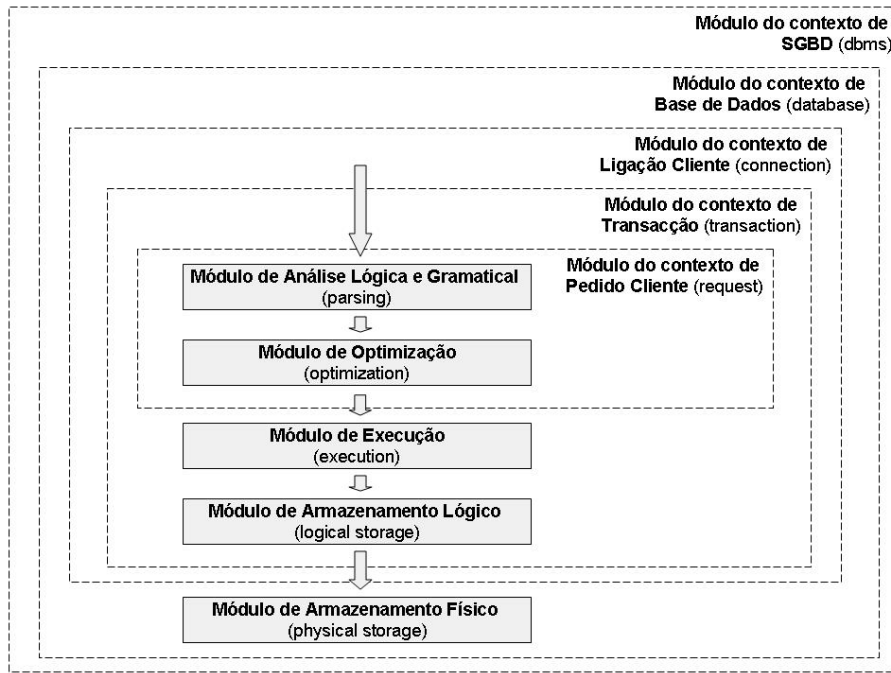 Módulo do contexto de
SGBD (dbms)
Módulo do contexto de
Base de Dados (database)
Módulo do contexto de
Ligação Cliente (connection)
Módulo do contexto de
Transacção (transaction)
Módulo do contexto de
Pedido Cliente (request)
Módulo de Análise Lógica e Gramatical
(parsing)
Módulo de Optimização
(optimization)
Módulo de Execução
(execution)
Módulo de Armazenamento Lógico
(logical storage)
Módulo de Armazenamento Físico
(physical storage)